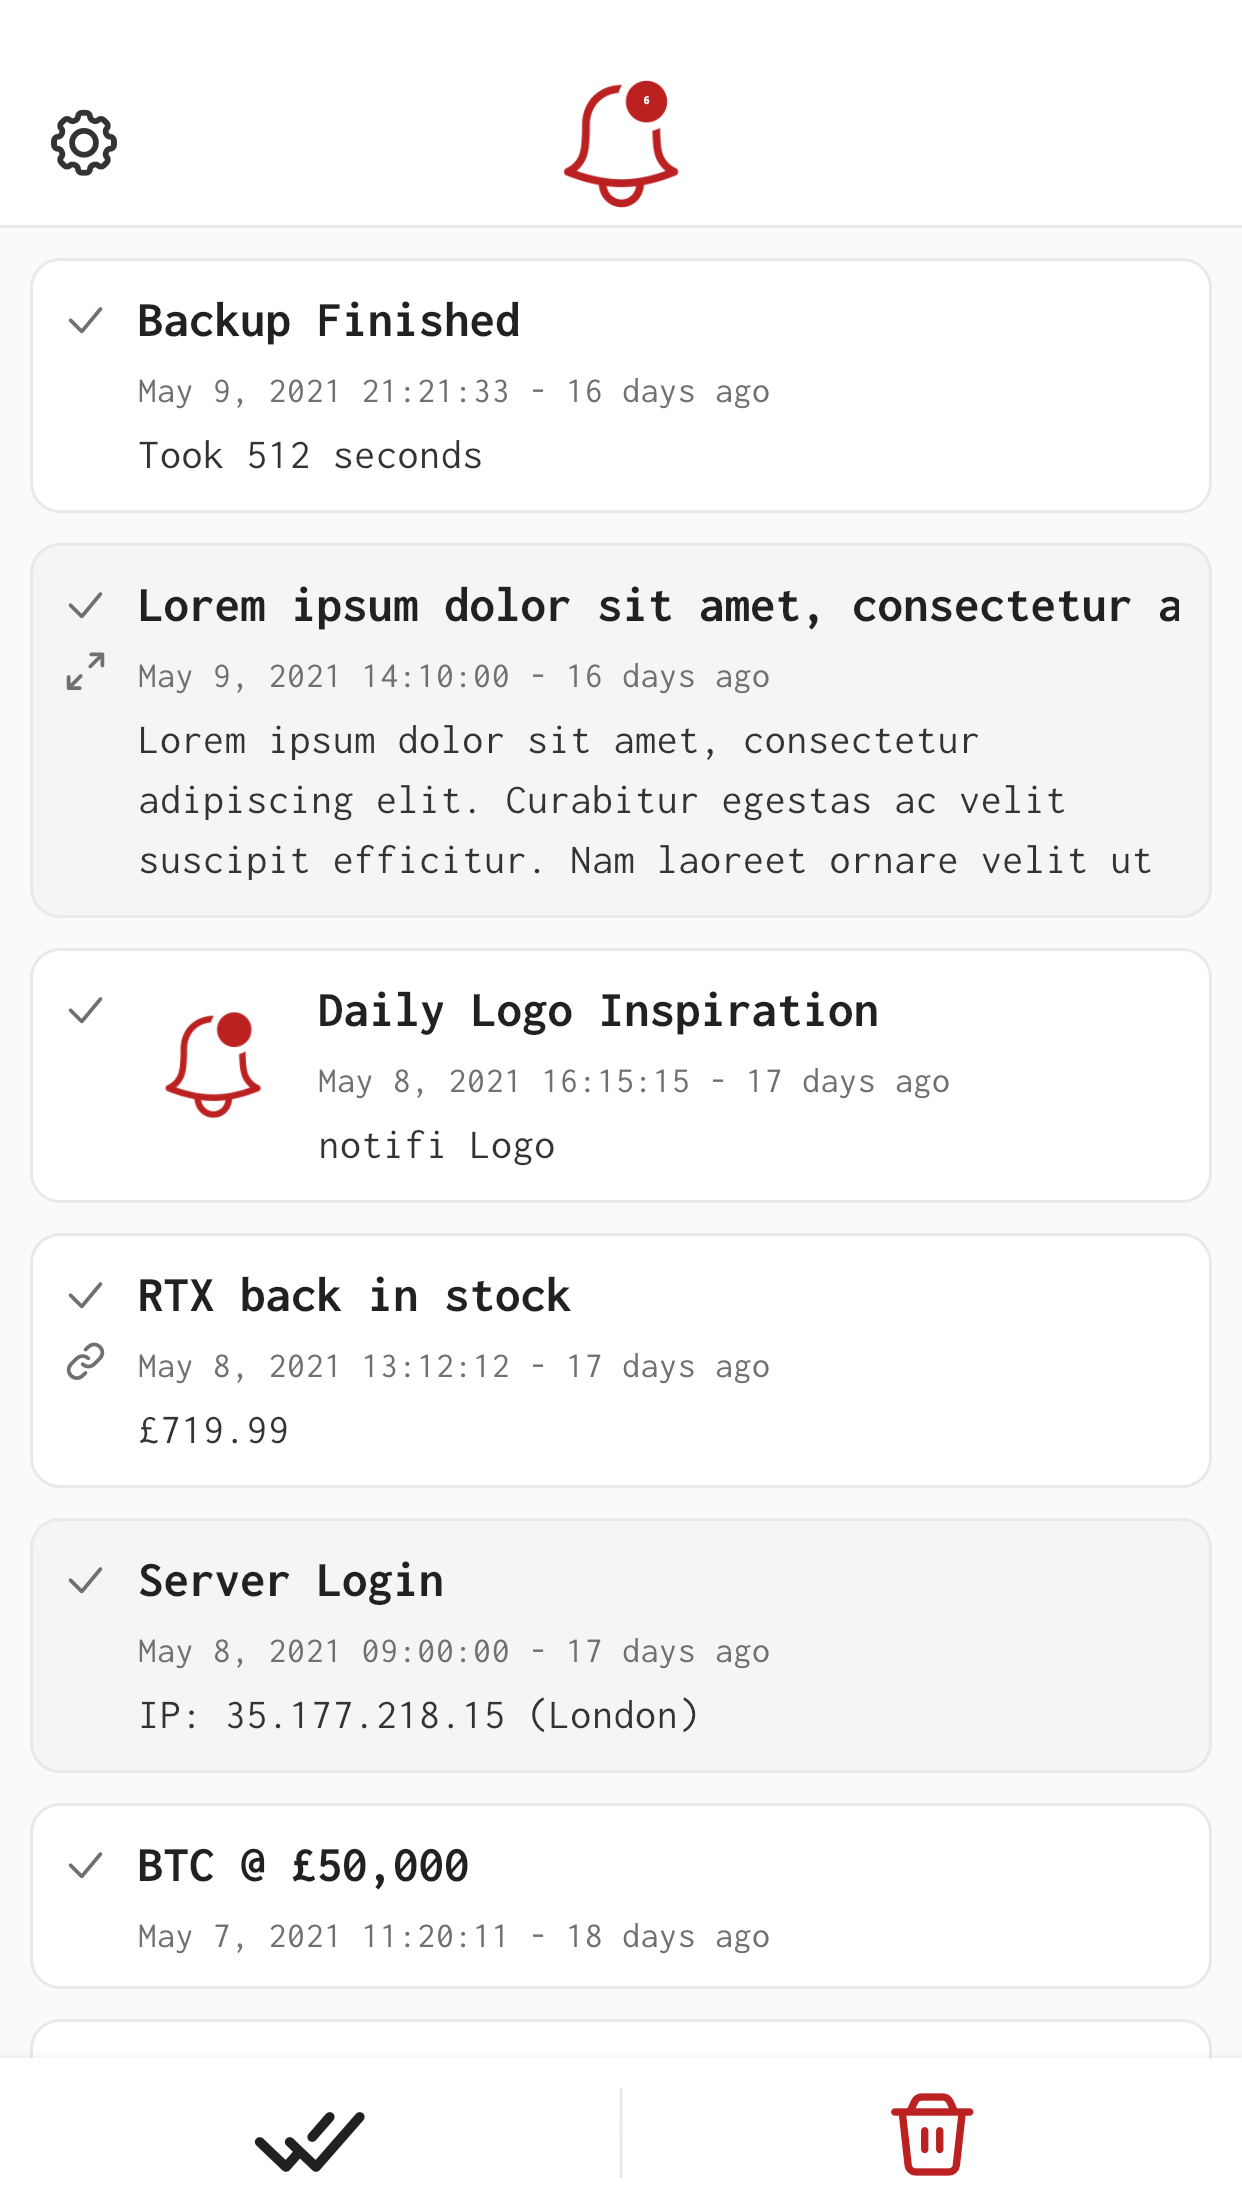 6
Backup Finished
May 9, 2021 21:21:33 - 16 days ago
Took 512 seconds
Lorem ipsum dolor sit amet, consectetur a
May 9, 2021 14:10:00 - 16 days ago
Lorem ipsum dolor sit amet, consectetur
adipiscing elit. Curabitur egestas ac velit
suscipit efficitur. Nam laoreet ornare velit ut
Daily Logo Inspiration
May 8, 2021 16:15:15 - 17 days ago
notifi Logo
RTX back in stock
May 8, 2021 13:12:12 - 17 days ago
£719.99
Server Login
May 8, 2021 09:00:00 - 17 days ago
IP: 35.177.218.15 (London)
BTC @ £50,000
May 7, 2021 11:20:11 - 18 days ago